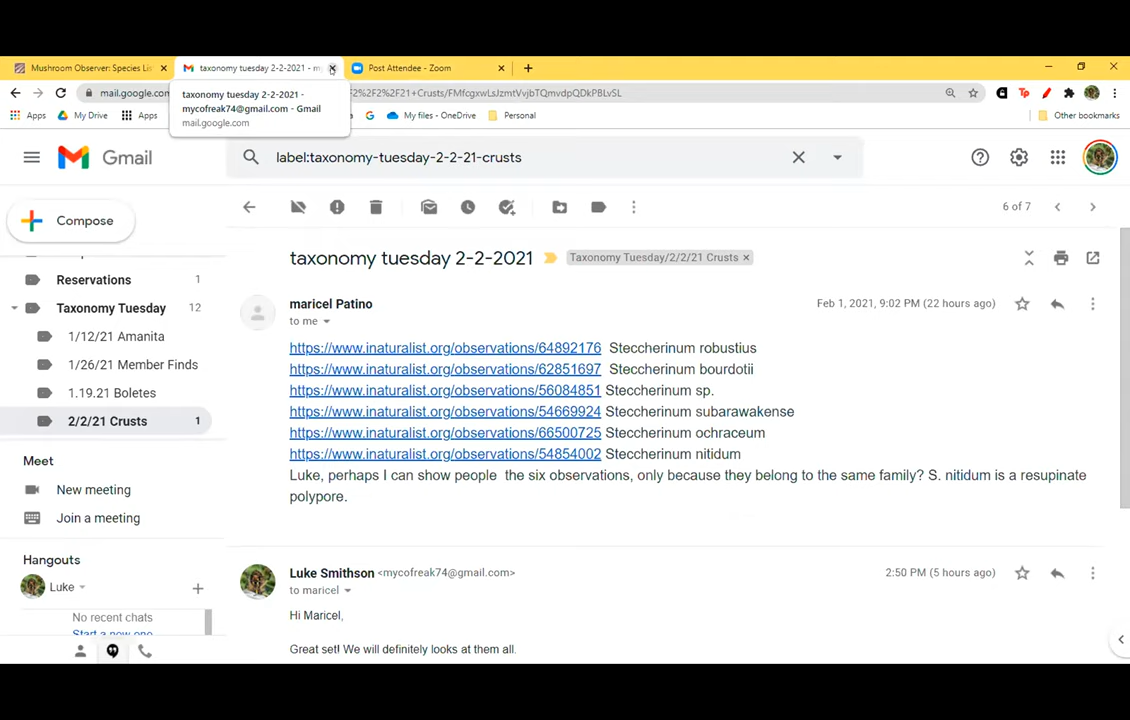 Mushroom Observer: Species Lis
taxonomy tuesday 2-2-2021 - my
Post Attendee - Zoom
mail.google.com
F2%2F2%2F21+Crusts/FMfcgxwLsJzmtVvjbTQmvdpQDkPBLvSL
taxonomy tuesday 2-2-2021 -
mycofreak74@gmail.com - Gmail
mail.google.com
Apps
My Drive
Apps
My files - OneDrive
Personal
Other bookmarks
Gmail
label:taxonomy-tuesday-2-2-21-crusts
Compose
6 of 7
Reservations 1
Taxonomy Tuesday 12
1/12/21 Amanita
1/26/21 Member Finds
1.19.21 Boletes
2/2/21 Crusts 1
Meet
New meeting
Join a meeting
Hangouts
Luke
No recent chats
Start a new one
taxonomy tuesday 2-2-2021
Taxonomy Tuesday/2/2/21 Crusts ×
maricel Patino
Feb 1, 2021, 9:02 PM (22 hours ago)
to me
https://www.inaturalist.org/observations/64892176 Steccherinum robustius
https://www.inaturalist.org/observations/62851697 Steccherinum bourdotii
https://www.inaturalist.org/observations/56084851 Steccherinum sp.
https://www.inaturalist.org/observations/54669924 Steccherinum subarawakense
https://www.inaturalist.org/observations/66500725 Steccherinum ochraceum
https://www.inaturalist.org/observations/54854002 Steccherinum nitidum
Luke, perhaps I can show people the six observations, only because they belong to the same family? S. nitidum is a resupinate
polypore.
Luke Smithson <mycofreak74@gmail.com>
2:50 PM (5 hours ago)
to maricel
Hi Maricel,
Great set! We will definitely looks at them all.